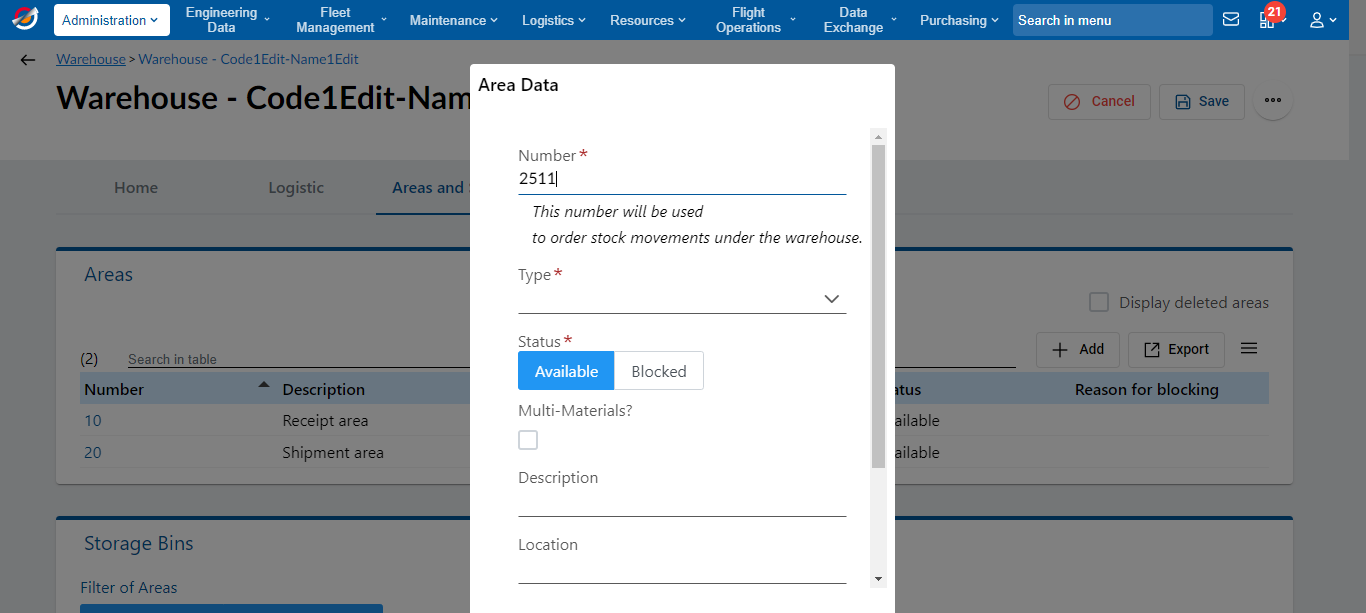 Administration
Engineering
Data
Fleet
Management
Maintenance
Logistics
Resources
Flight
Operations
Data
Exchange
Purchasing
Search in menu
21
Warehouse > Warehouse - Code1Edit-Name1Edit
Warehouse - Code1Edit-Nam
Cancel
Save
Home
Logistic
Areas and
Area Data
Number *
2511
This number will be used
to order stock movements under the warehouse.
Type *
Status *
Available
Blocked
Multi-Materials?
Description
Location
Areas
Display deleted areas
(2)
Search in table
Add
Export
Number
Description
atus
Reason for blocking
10
Receipt area
ailable
20
Shipment area
ailable
Storage Bins
Filter of Areas